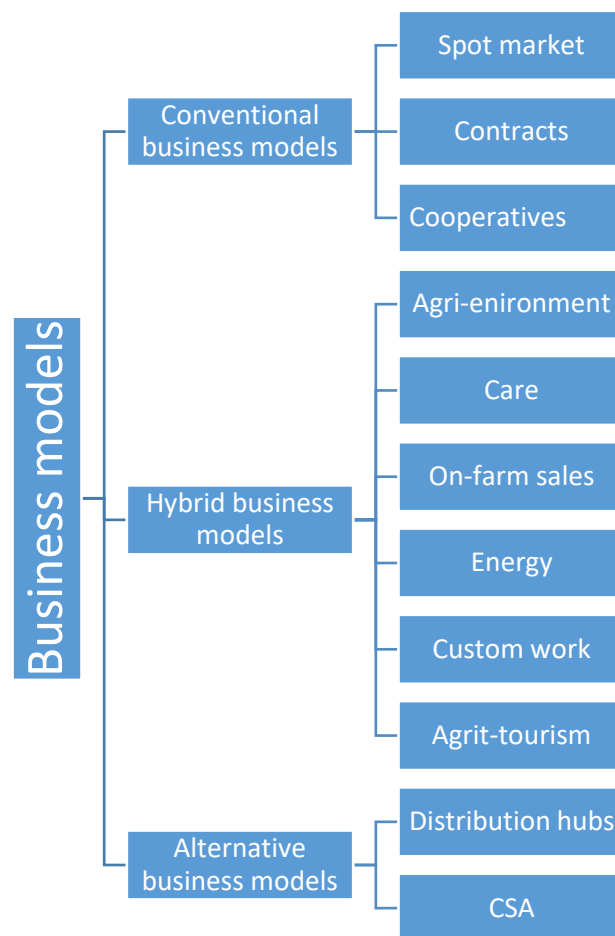 Business models
Conventional
business models
Spot market
Contracts
Cooperatives
Hybrid business
models
Agri-enironment
Care
On-farm sales
Energy
Custom work
Agrit-tourism
Alternative
business models
Distribution hubs
CSA